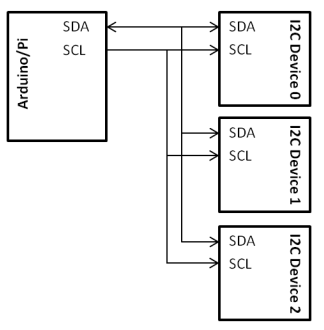 Arduino/Pi
SDA
SCL
SDA
SCL
I2C Device 0
SDA
SCL
I2C Device 1
SDA
SCL
I2C Device 2